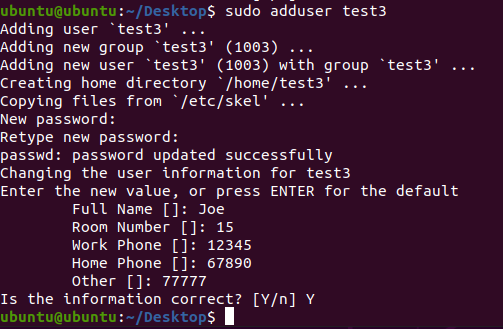 ubuntu@ubuntu:~/Desktop$ sudo adduser test3
Adding user `test3' ...
Adding new group `test3' (1003) ...
Adding new user `test3' (1003) with group `test3' ...
Creating home directory `/home/test3' ...
Copying files from `/etc/skel' ...
New password:
Retype new password:
passwd: password updated successfully
Changing the user information for test3
Enter the new value, or press ENTER for the default
Full Name []: Joe
Room Number []: 15
Work Phone []: 12345
Home Phone []: 67890
Other []: 77777
Is the information correct? [Y/n] Y
ubuntu@ubuntu:~/Desktop$